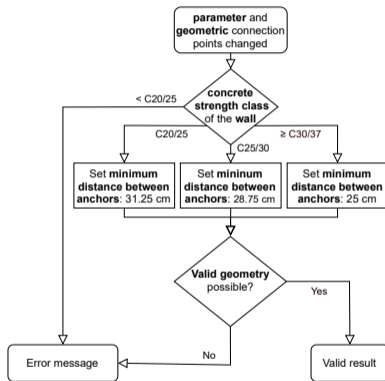 parameter and
geometric connection
points changed
concrete
strength class
of the wall
< C20/25
C20/25
C25/30
≥ C30/37
Set minimum
distance between
anchors: 31.25 cm
Set mininum
distance between
anchors: 28.75 cm
Set minimum
distance between
anchors: 25 cm
Valid geometry
possible?
Yes
No
Error message
Valid result